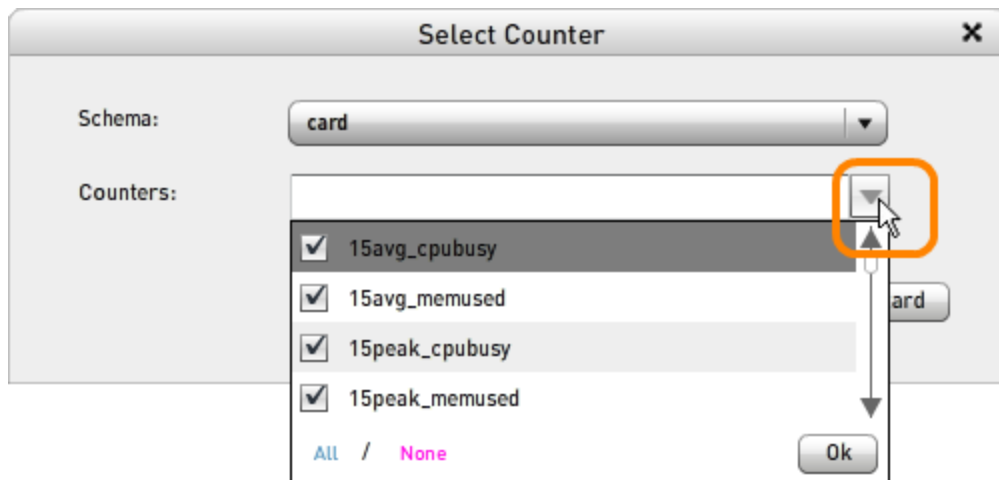 Select Counter
Schema: card
Counters:
15avg_cpubusy
15avg_memused
ard
15peak_cpubusy
15peak_memused
All / None Ok